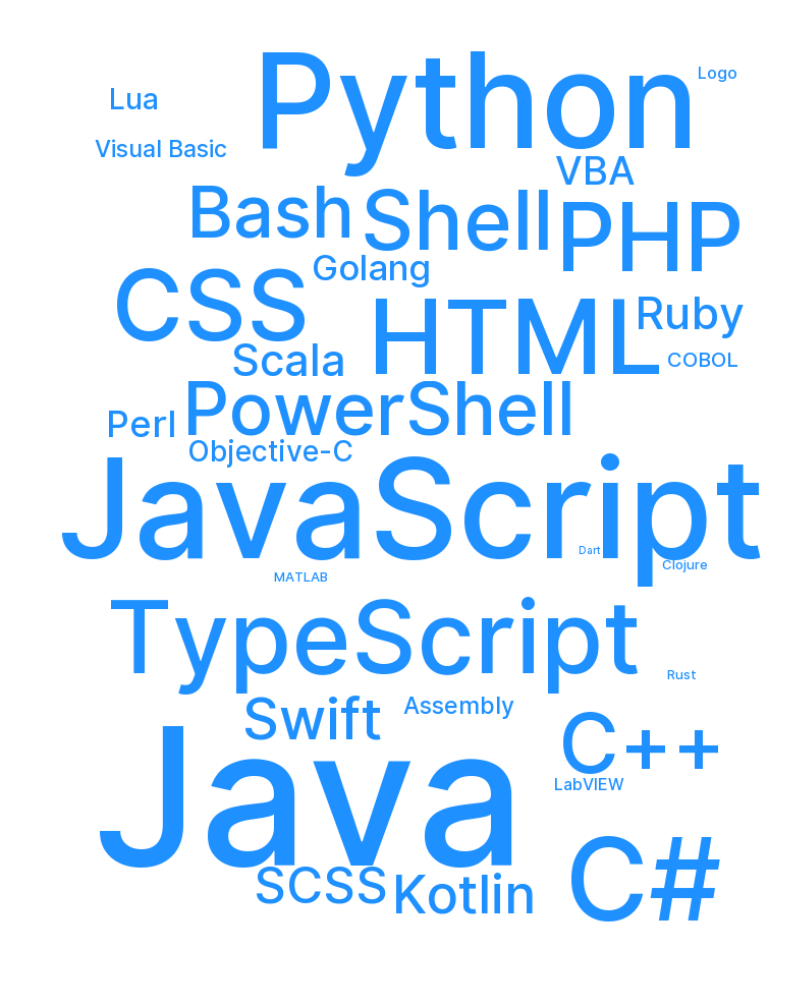 Python
Logo
Lua
Visual Basic
VBA
Bash
Shell
PHP
Golang
CSS
HTML
Ruby
Scala
COBOL
Perl
PowerShell
Objective-C
JavaScript
Dart
Clojure
MATLAB
TypeScript
Rust
Swift
Assembly
C++
Java
LabVIEW
SCSS
Kotlin
C#